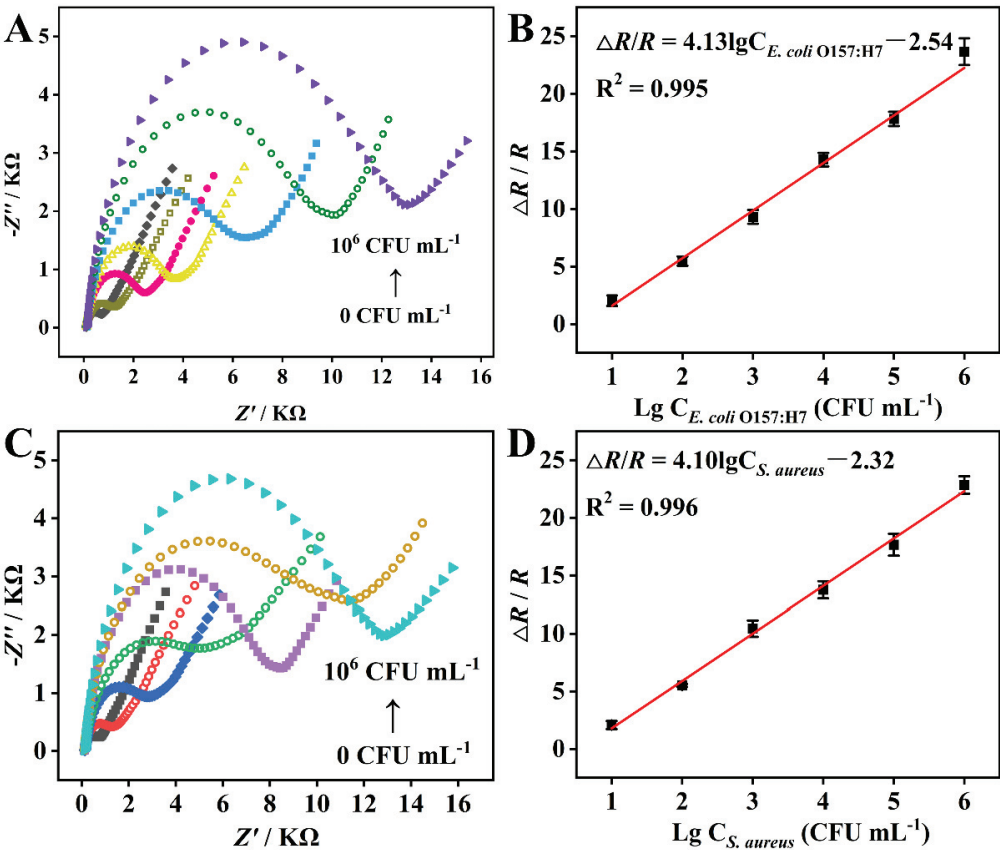 A
-Z″ / KΩ
5
4
3
2
1
0
10⁶ CFU mL⁻¹
↑
0 CFU mL⁻¹
0 2 4 6 8 10 12 14 16
Z′ / KΩ
B
△R/R = 4.13lgC E. coli O157:H7 —2.54
R² = 0.995
△R / R
25
20
15
10
5
0
1 2 3 4 5 6
Lg C E. coli O157:H7 (CFU mL⁻¹)
C
-Z″ / KΩ
5
4
3
2
1
0
10⁶ CFU mL⁻¹
↑
0 CFU mL⁻¹
0 2 4 6 8 10 12 14 16
Z′ / KΩ
D
△R/R = 4.10lgC S. aureus —2.32
R² = 0.996
△R / R
25
20
15
10
5
0
1 2 3 4 5 6
Lg C S. aureus (CFU mL⁻¹)